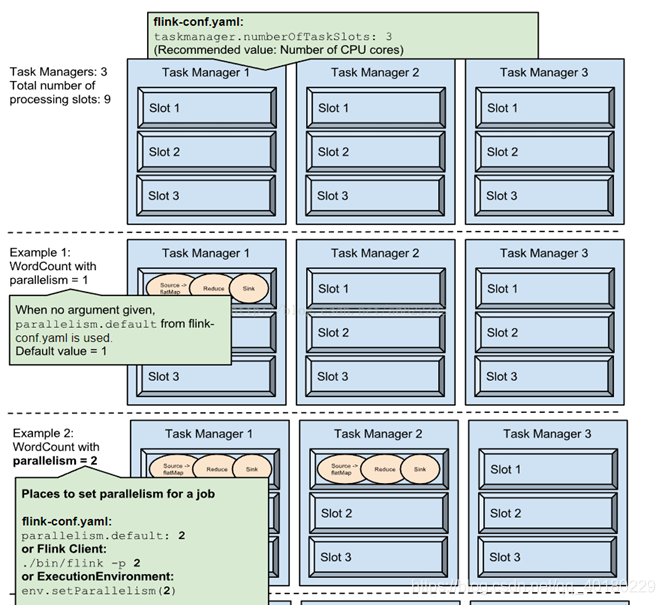 flink-conf.yaml:
taskmanager.numberOfTaskSlots: 3
(Recommended value: Number of CPU cores)
Task Managers: 3
Total number of
processing slots: 9
Task Manager 1
Slot 1
Slot 2
Slot 3
Task Manager 2
Slot 1
Slot 2
Slot 3
Task Manager 3
Slot 1
Slot 2
Slot 3
Example 1:
WordCount with
parallelism = 1
When no argument given,
parallelism.default from flink-
conf.yaml is used.
Default value = 1
Task Manager 1
Source ->
flatMap
Reduce
Sink
Slot 3
Task Manager 2
Slot 1
Slot 2
Slot 3
Task Manager 3
Slot 1
Slot 2
Slot 3
Example 2:
WordCount with
parallelism = 2
Places to set parallelism for a job
flink-conf.yaml:
parallelism.default: 2
or Flink Client:
./bin/flink -p 2
or ExecutionEnvironment:
env.setParallelism(2)
Task Manager 1
Source ->
flatMap
Reduce
Sink
Task Manager 2
Source ->
flatMap
Reduce
Sink
Slot 2
Slot 3
Task Manager 3
Slot 1
Slot 2
Slot 3